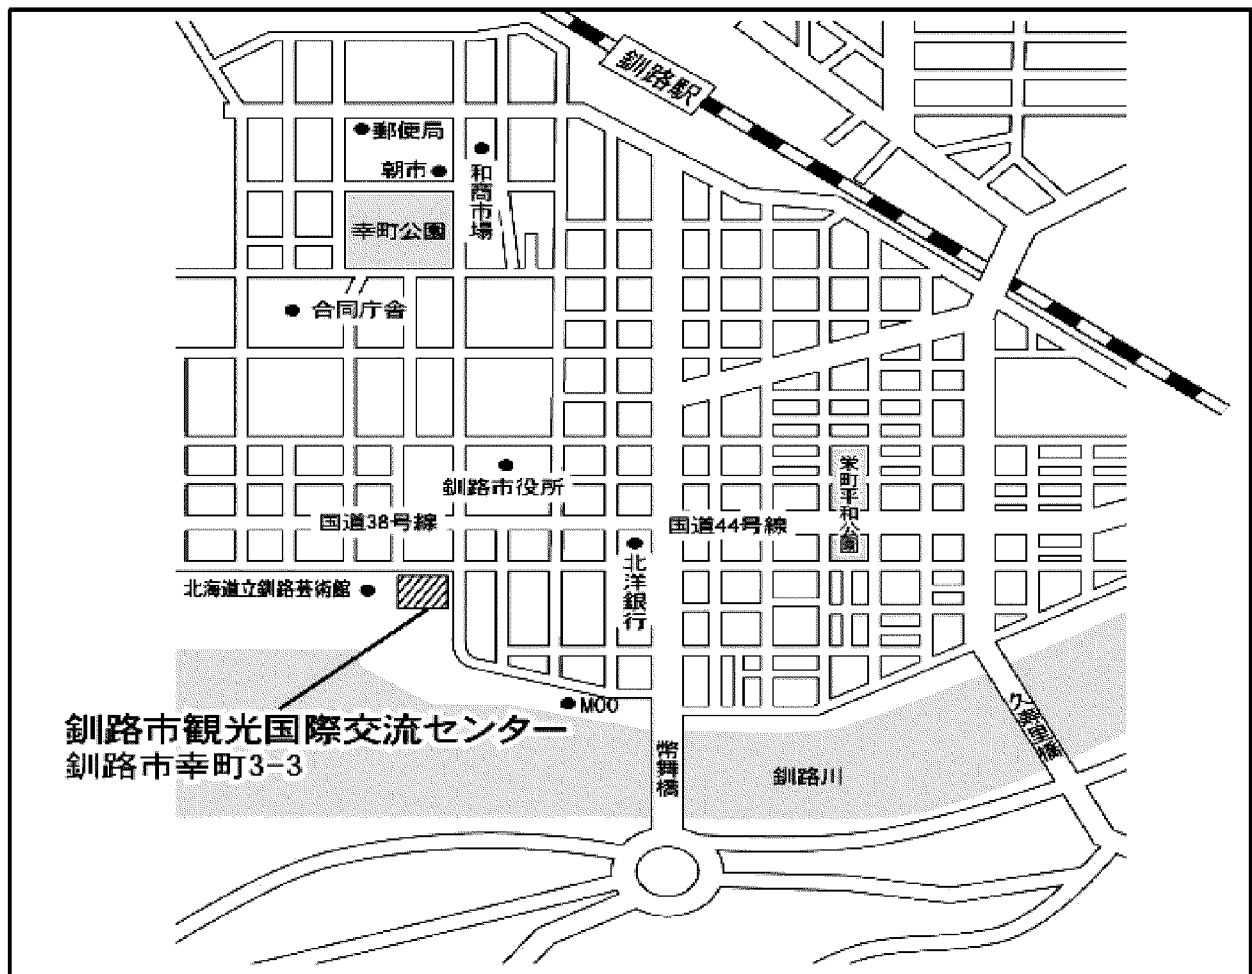 釧路駅
郵便局
朝市
和商市場
幸町公園
合同庁舎
釧路市役所
栄町平和公園
国道38号線
国道44号線
北洋銀行
北海道立釧路芸術館
MOO
釧路市観光国際交流センター
釧路市幸町3-3
幣舞橋
釧路川
久寿里橋